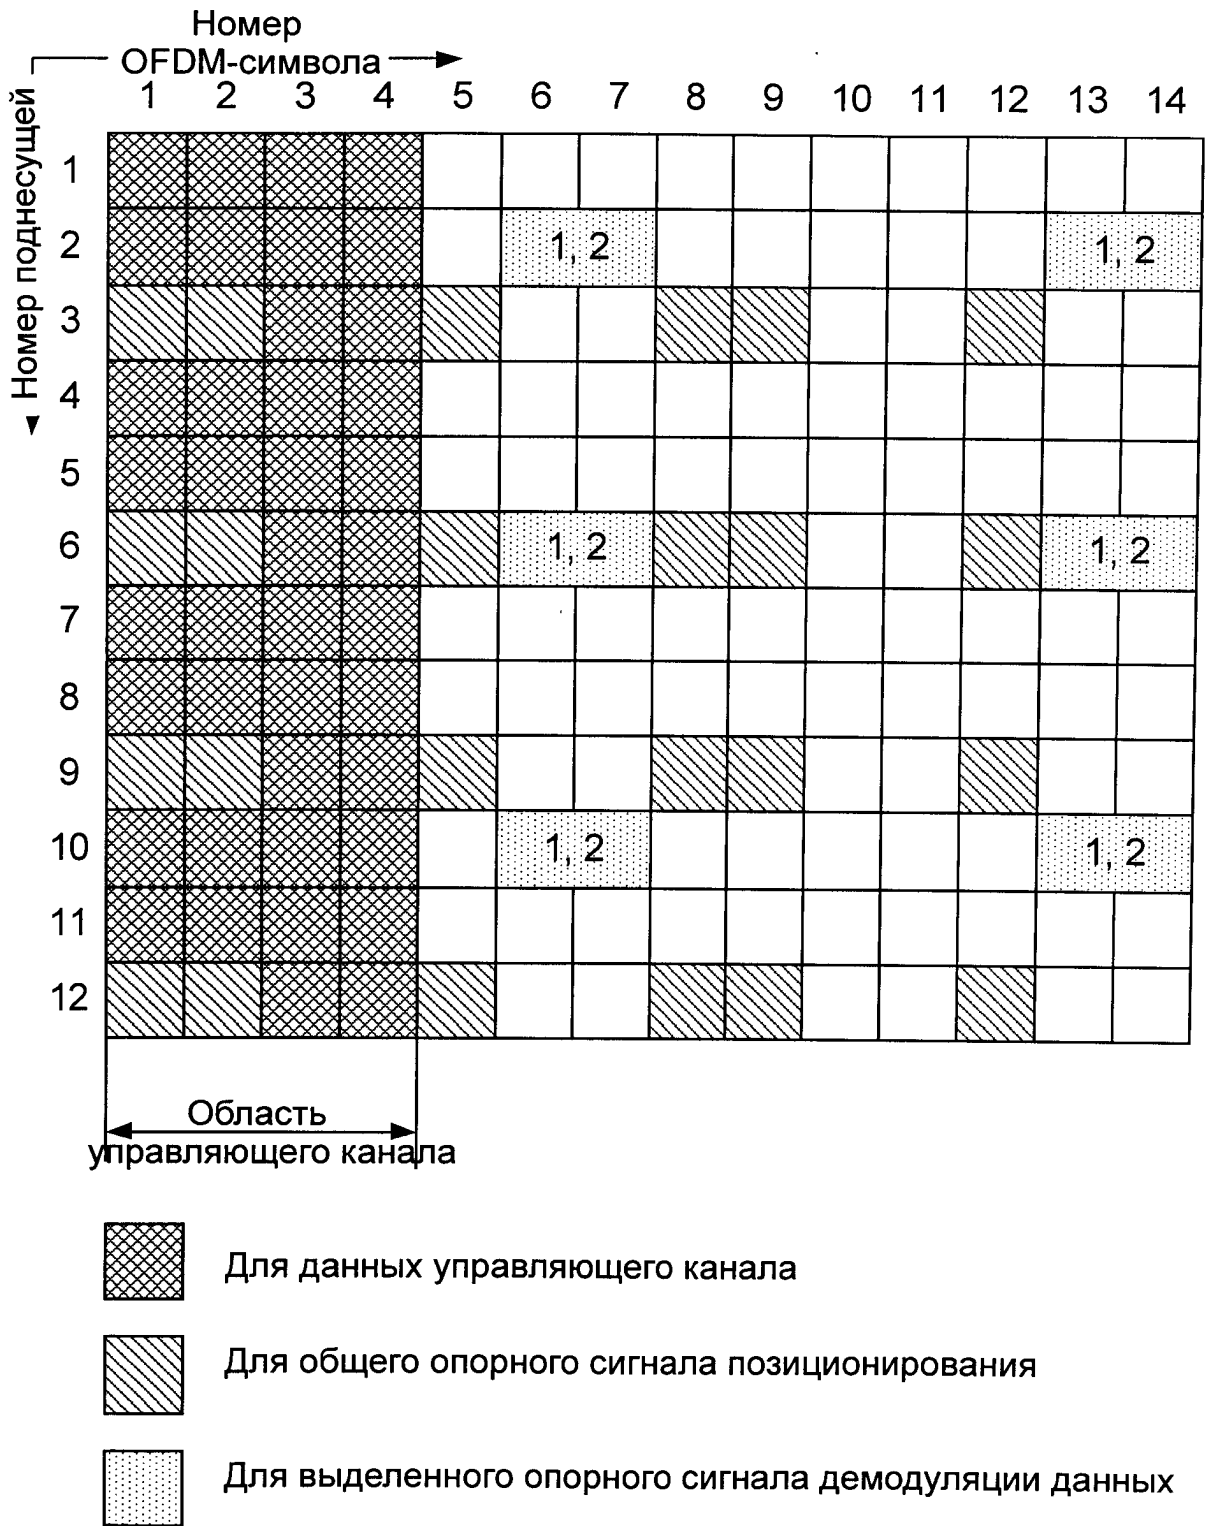 Номер
OFDM-символа
Номер поднесущей
1 2 3 4 5 6 7 8 9 10 11 12 13 14
1
2 1, 2 1, 2
3
4
5
6 1, 2 1, 2
7
8
9
10 1, 2 1, 2
11
12
Область
управляющего канала
Для данных управляющего канала
Для общего опорного сигнала позиционирования
Для выделенного опорного сигнала демодуляции данных